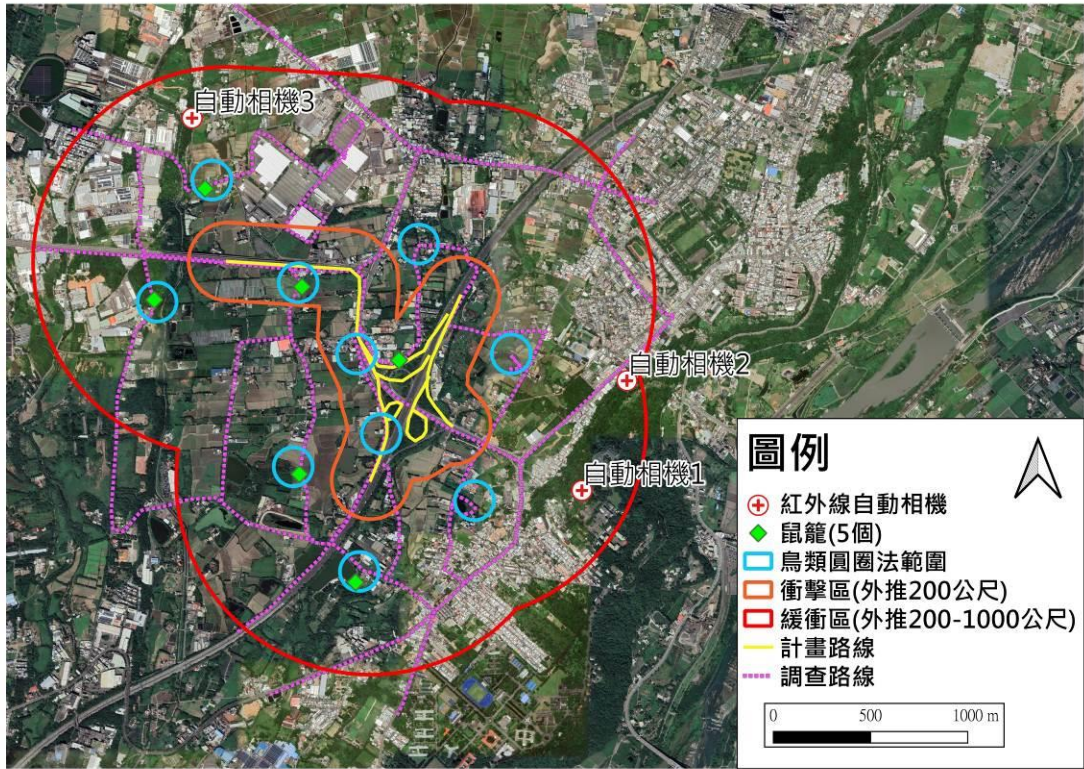 自動相機3
自動相機2
自動相機1
圖例
紅外線自動相機
鼠籠(5個)
鳥類圓圈法範圍
衝擊區(外推200公尺)
緩衝區(外推200-1000公尺)
計畫路線
調查路線
0 500 1000 m